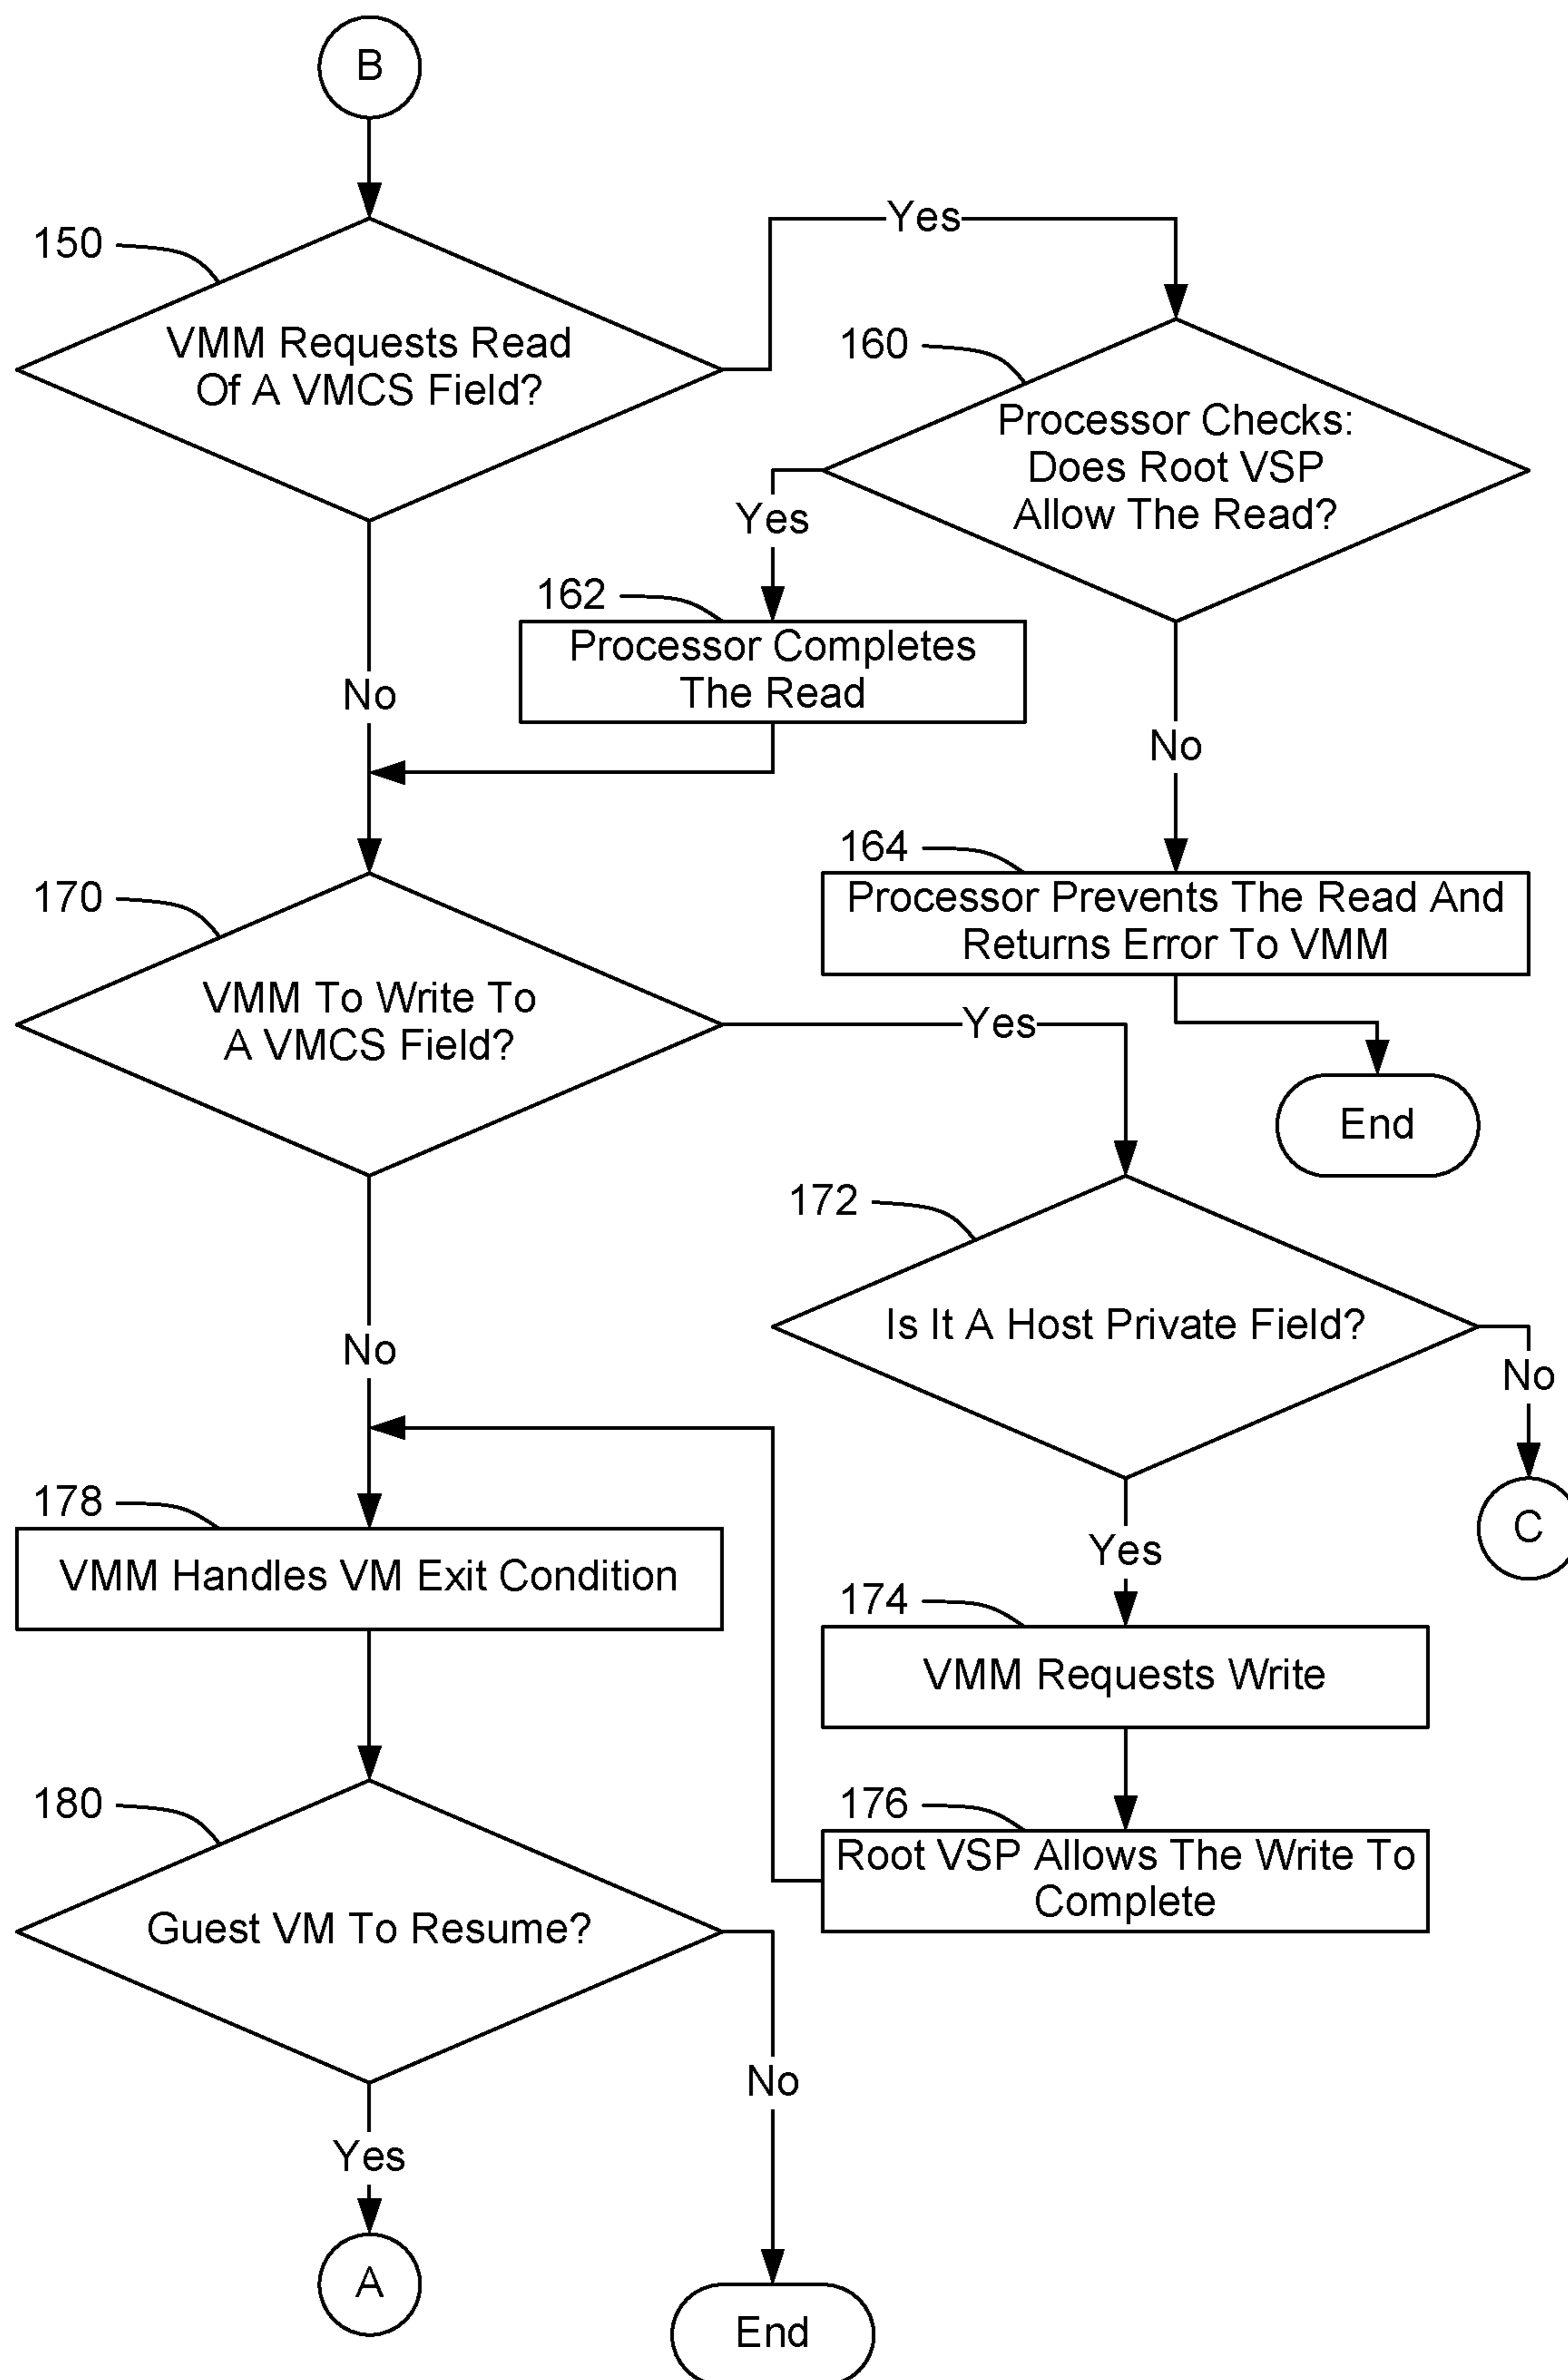 B
150
VMM Requests Read
Of A VMCS Field?
Yes
160
Processor Checks:
Does Root VSP
Allow The Read?
Yes
162
Processor Completes
The Read
No
No
164
Processor Prevents The Read And
Returns Error To VMM
170
VMM To Write To
A VMCS Field?
Yes
End
172
Is It A Host Private Field?
No
No
C
178
VMM Handles VM Exit Condition
Yes
174
VMM Requests Write
180
Guest VM To Resume?
176
Root VSP Allows The Write To
Complete
No
Yes
A
End